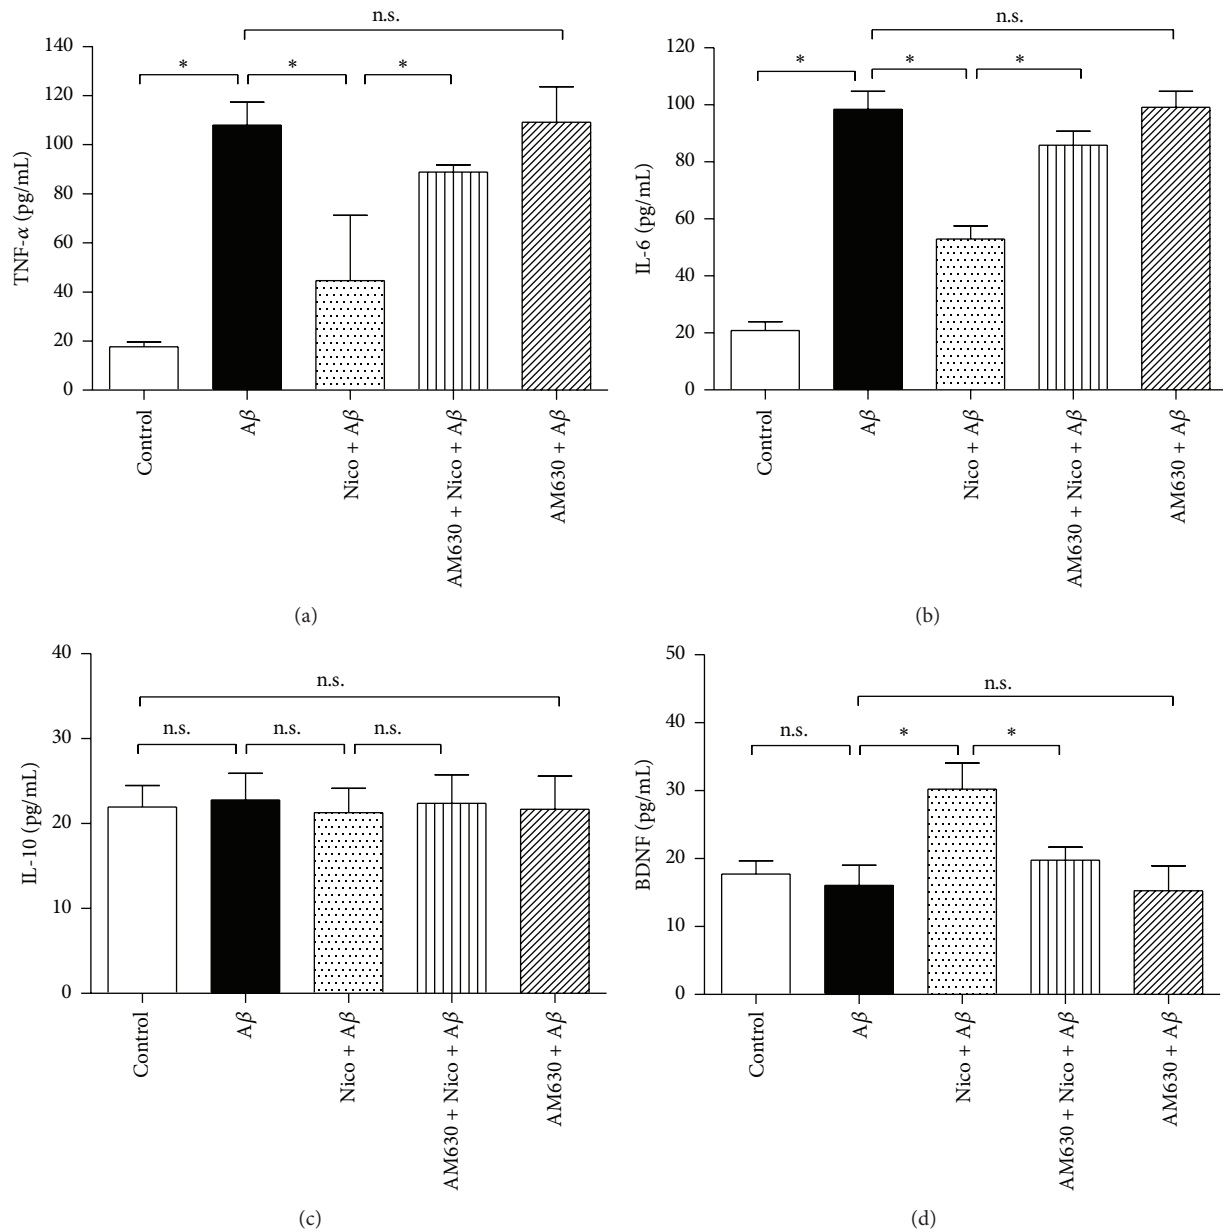 n.s.
* * *
TNF-α (pg/mL)
140
120
100
80
60
40
20
0
Control
Aβ
Nico + Aβ
AM630 + Nico + Aβ
AM630 + Aβ
(a)
n.s.
* * *
IL-6 (pg/mL)
120
100
80
60
40
20
0
Control
Aβ
Nico + Aβ
AM630 + Nico + Aβ
AM630 + Aβ
(b)
n.s.
n.s. n.s. n.s.
IL-10 (pg/mL)
40
30
20
10
0
Control
Aβ
Nico + Aβ
AM630 + Nico + Aβ
AM630 + Aβ
(c)
n.s.
n.s. * *
BDNF (pg/mL)
50
40
30
20
10
0
Control
Aβ
Nico + Aβ
AM630 + Nico + Aβ
AM630 + Aβ
(d)